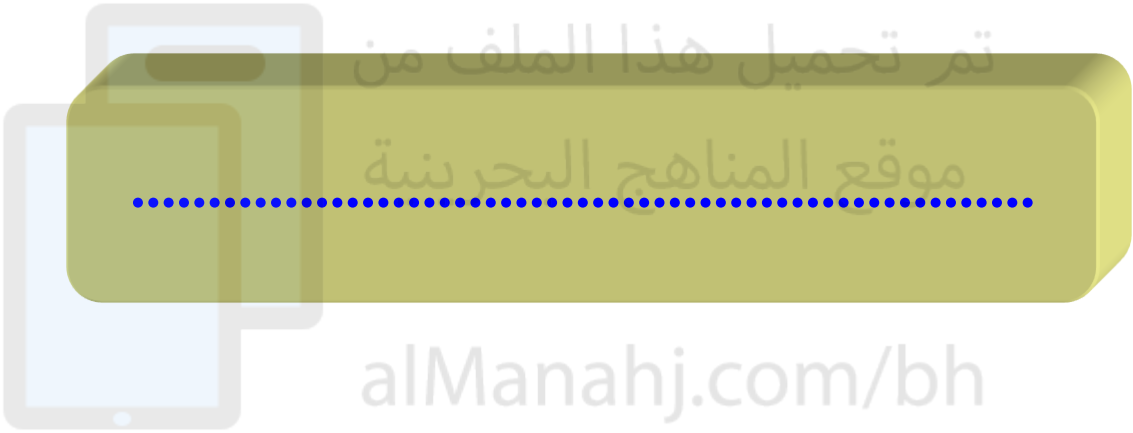 تم تحميل هذا الملف من
موقع المناهج البحرينية
alManahj.com/bh